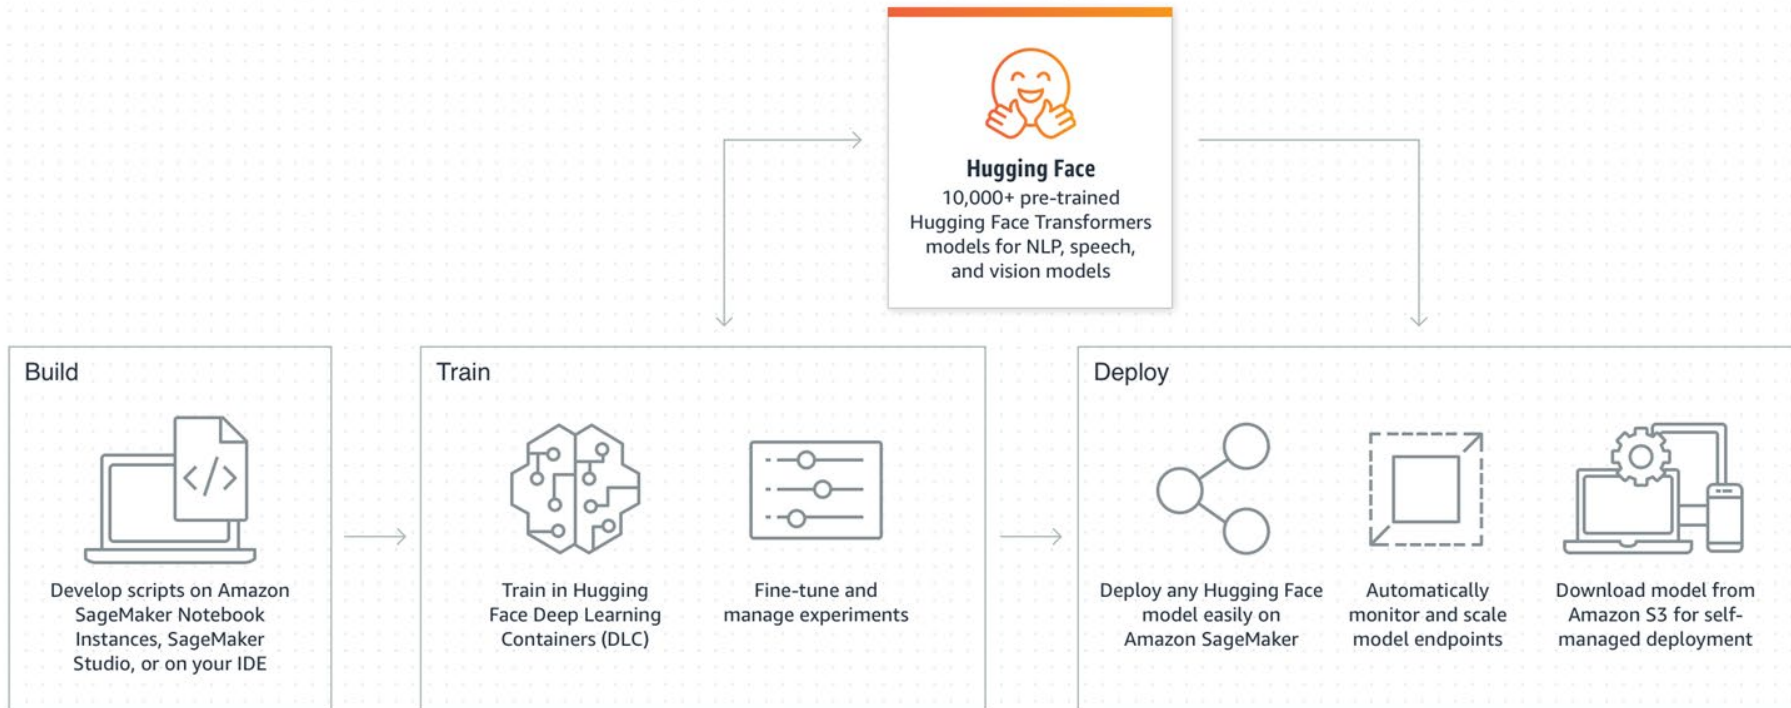 Hugging Face
10,000+ pre-trained
Hugging Face Transformers
models for NLP, speech,
and vision models
Build
Develop scripts on Amazon
SageMaker Notebook
Instances, SageMaker
Studio, or on your IDE
Train
Train in Hugging
Face Deep Learning
Containers (DLC)
Fine-tune and
manage experiments
Deploy
Deploy any Hugging Face
model easily on
Amazon SageMaker
Automatically
monitor and scale
model endpoints
Download model from
Amazon S3 for self-
managed deployment